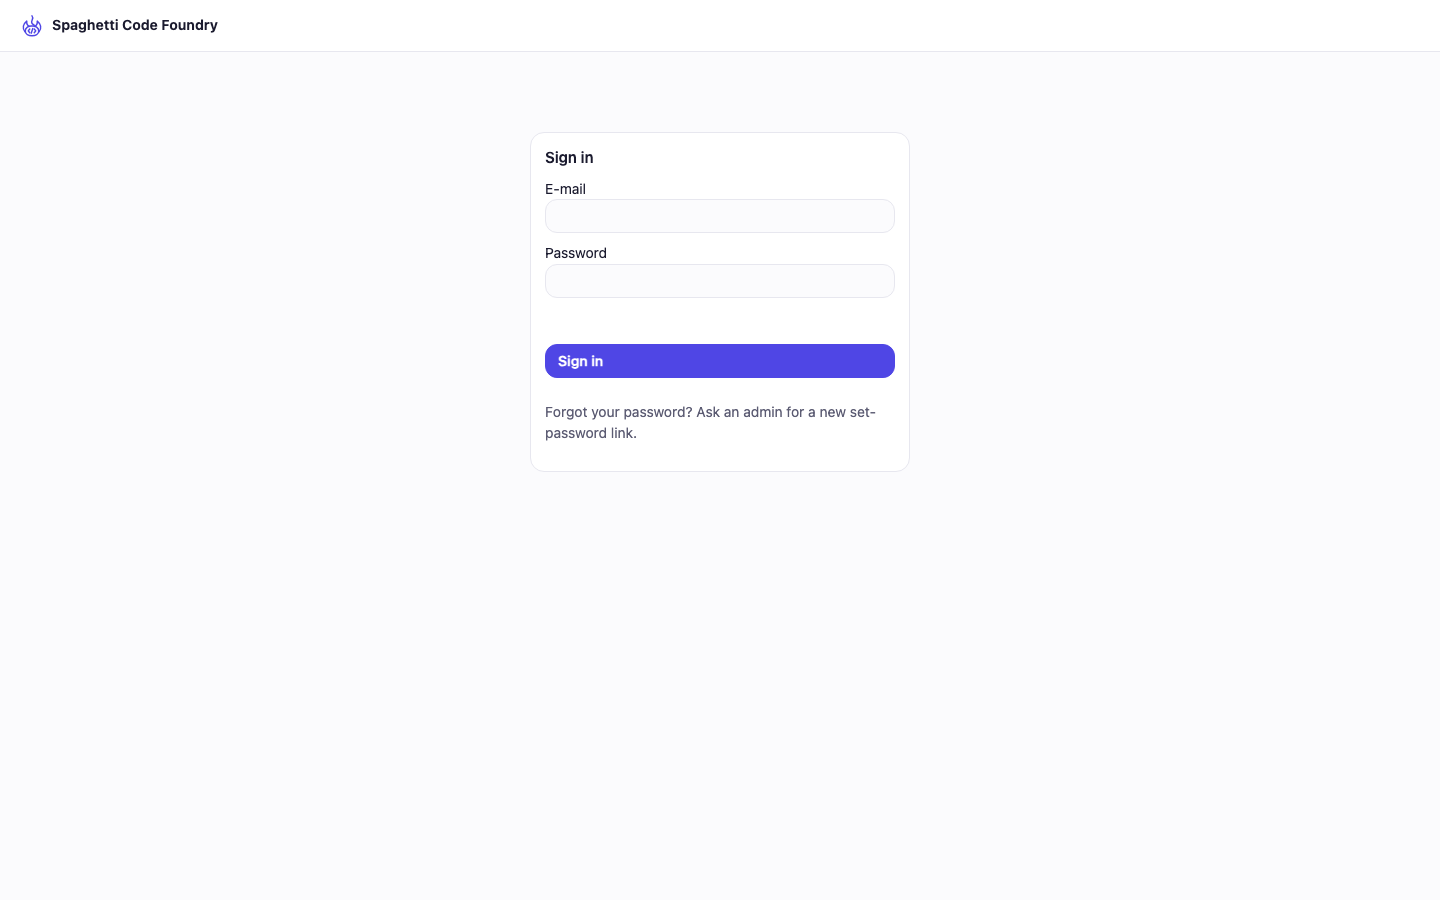 Spaghetti Code Foundry
Sign in
E-mail
Password
Sign in
Forgot your password? Ask an admin for a new set-
password link.